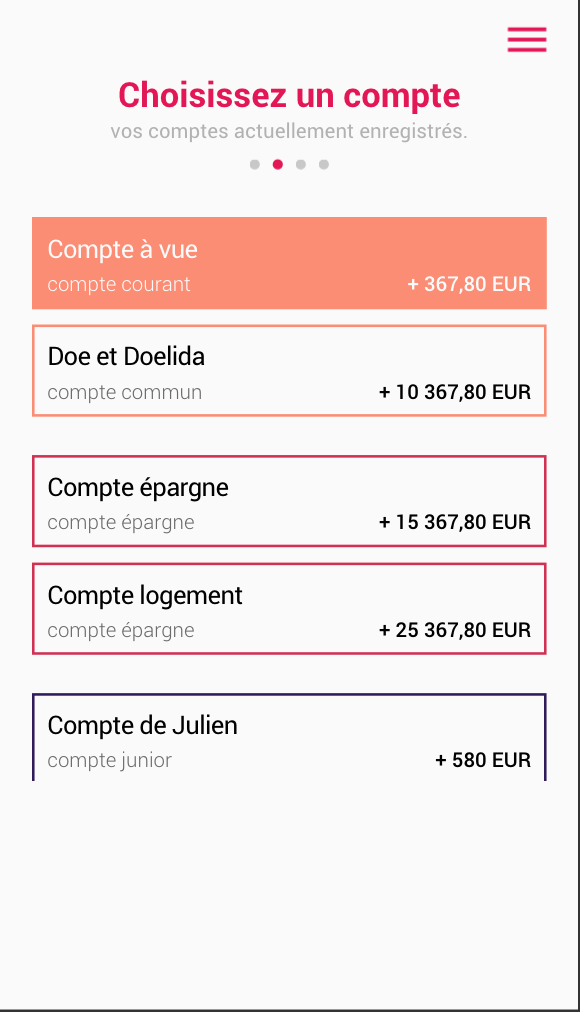 Choisissez un compte
vos comptes actuellement enregistrés.
Compte à vue
compte courant + 367,80 EUR
Doe et Doelida
compte commun + 10 367,80 EUR
Compte épargne
compte épargne + 15 367,80 EUR
Compte logement
compte épargne + 25 367,80 EUR
Compte de Julien
compte junior + 580 EUR